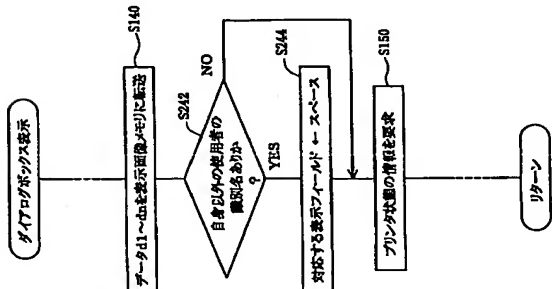 ダイアログボックス表示
S140
データd1～dnを表示画像メモリに転送
S242
自身以外の使用者の
識別名ありか
?
NO
YES
S244
対応する表示フィールド ← スペース
S150
プリンタ状態の情報を要求
リターン